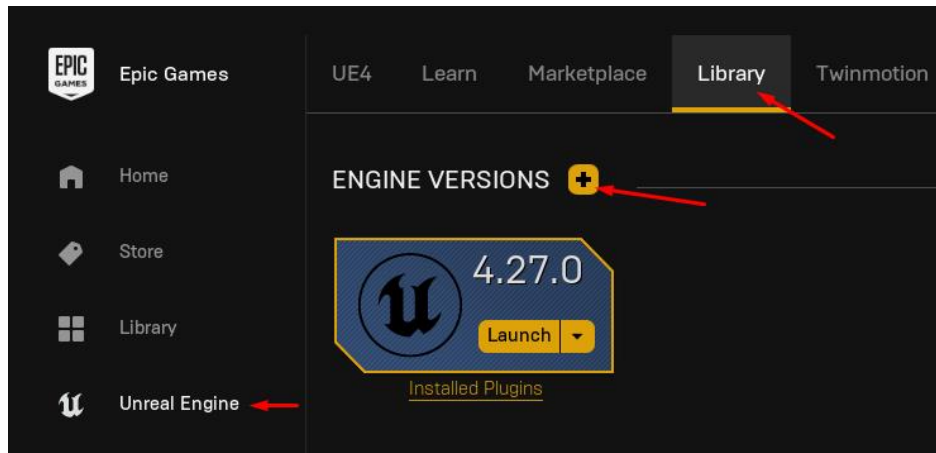 EPIC GAMES
Epic Games
UE4 Learn Marketplace Library Twinmotion
Home
ENGINE VERSIONS
Store
4.27.0
Library
Launch
Installed Plugins
Unreal Engine